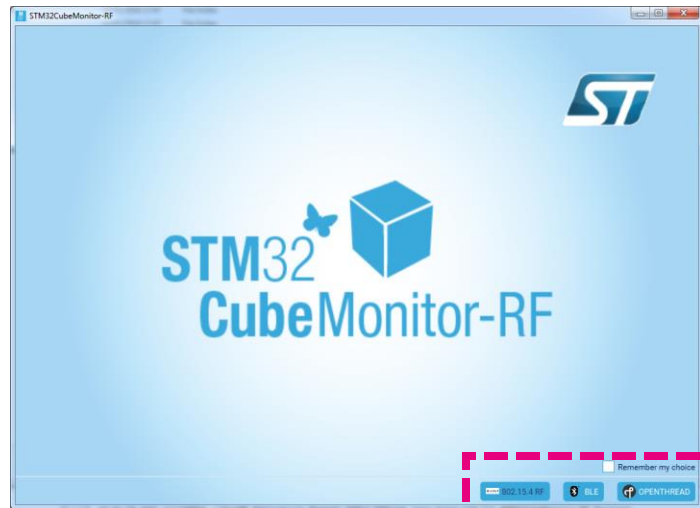 STM32CubeMonitor-RF
ST
STM32
CubeMonitor-RF
Remember my choice
802.15.4 RF
BLE
OPENTHREAD